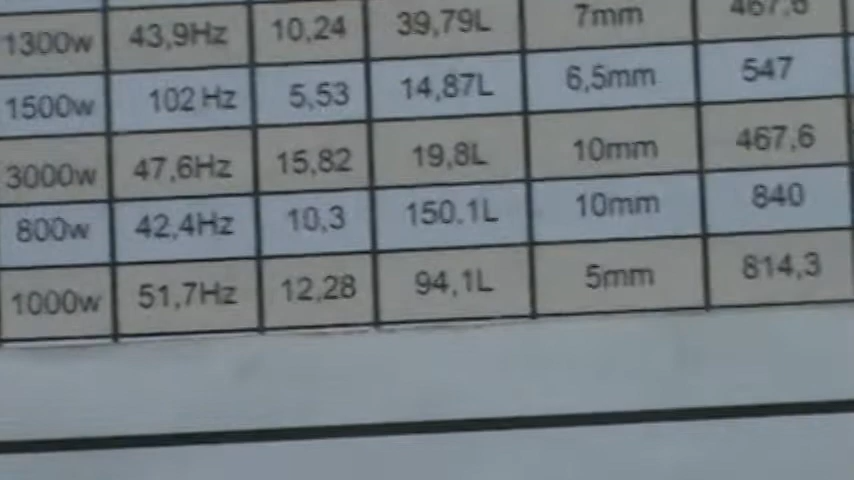 1300w 43,9Hz 10,24 39,79L 7mm 467,6
1500w 102 Hz 5,53 14,87L 6,5mm 547
3000w 47,6Hz 15,82 19,8L 10mm 467,6
800w 42,4Hz 10,3 150.1L 10mm 840
1000w 51,7Hz 12,28 94,1L 5mm 814,3